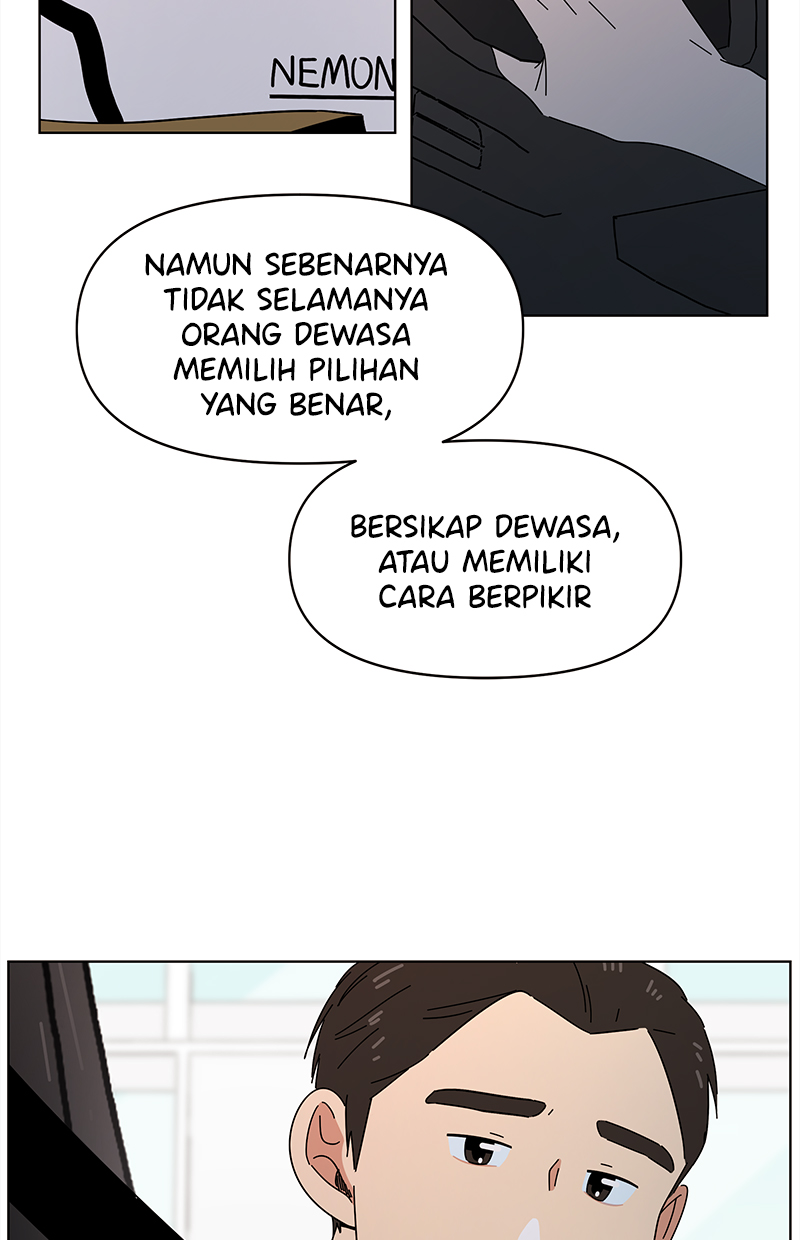 NEMON
NAMUN SEBENARNYA
TIDAK SELAMANYA
ORANG DEWASA
MEMILIH PILIHAN
YANG BENAR,
BERSIKAP DEWASA,
ATAU MEMILIKI
CARA BERPIKIR